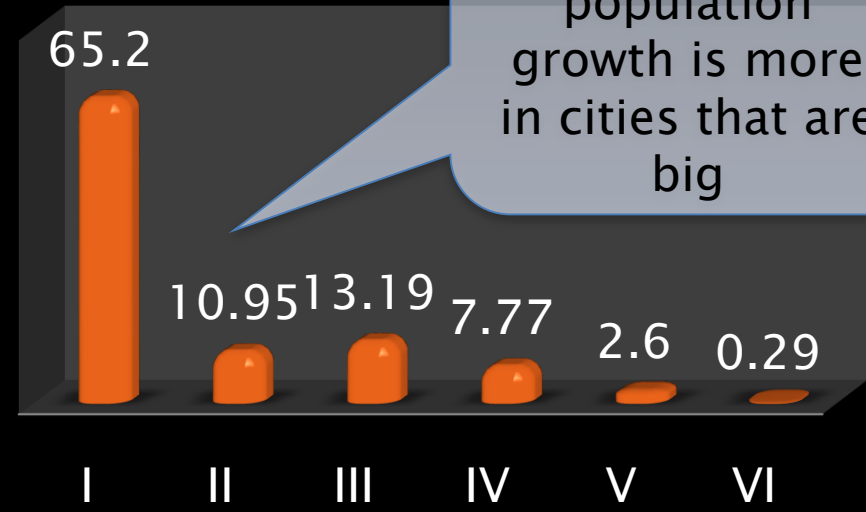 population
growth is more
in cities that are
big
65.2
10.95 13.19 7.77 2.6 0.29
I II III IV V VI